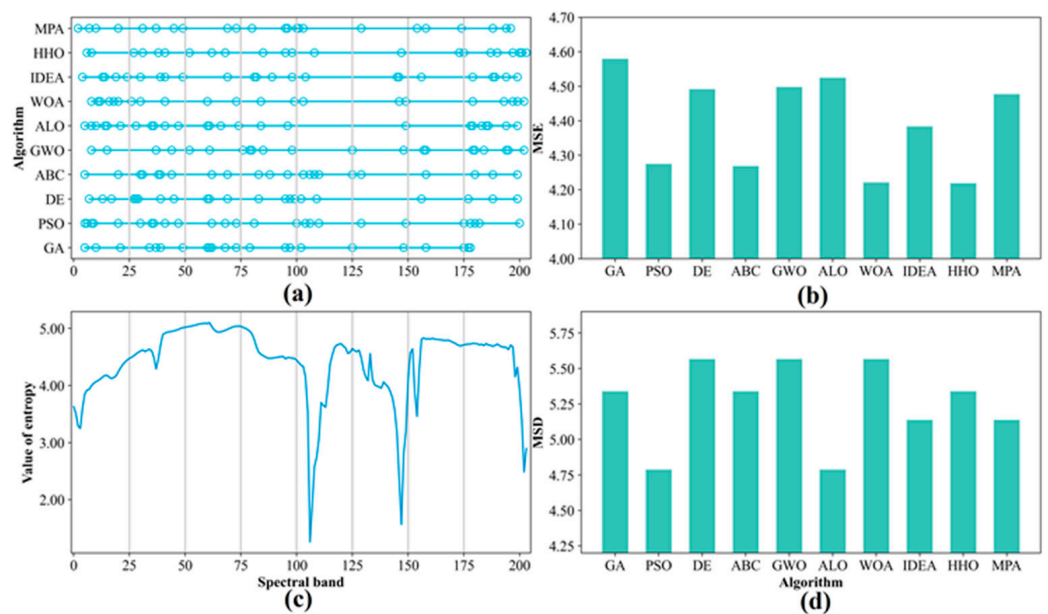 MPA
HHO
IDEA
WOA
ALO
GWO
ABC
DE
PSO
GA
Algorithm
0 25 50 75 100 125 150 175 200
(a)
4.70
4.60
4.50
4.40
4.30
4.20
4.10
4.00
MSE
GA PSO DE ABC GWO ALO WOA IDEA HHO MPA
(b)
5.00
4.00
3.00
2.00
Value of entropy
0 25 50 75 100 125 150 175 200
Spectral band
(c)
5.75
5.50
5.25
5.00
4.75
4.50
4.25
MSD
GA PSO DE ABC GWO ALO WOA IDEA HHO MPA
Algorithm
(d)